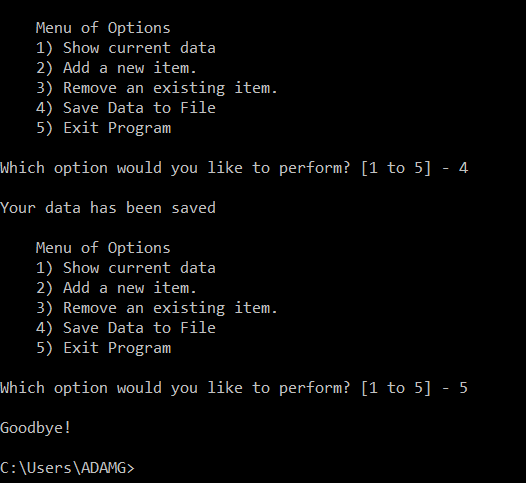 Menu of Options
1) Show current data
2) Add a new item.
3) Remove an existing item.
4) Save Data to File
5) Exit Program
Which option would you like to perform? [1 to 5] - 4
Your data has been saved
Menu of Options
1) Show current data
2) Add a new item.
3) Remove an existing item.
4) Save Data to File
5) Exit Program
Which option would you like to perform? [1 to 5] - 5
Goodbye!
C:\Users\ADAMG>